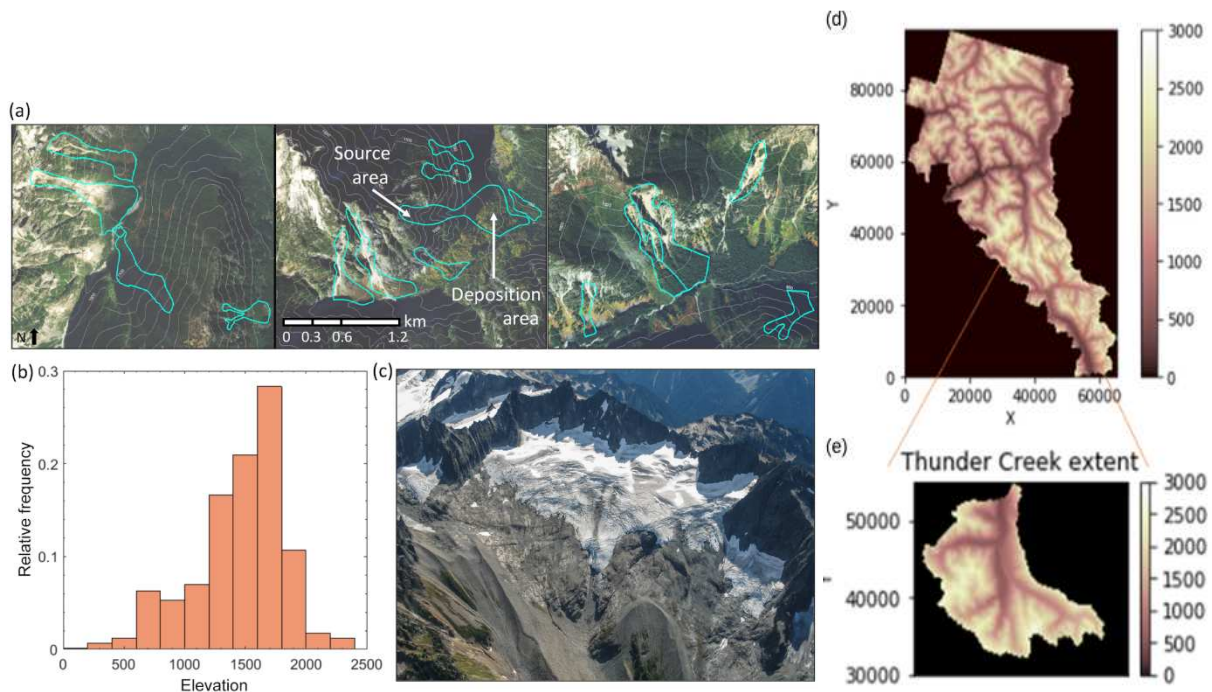 (a)
Source
area
Deposition
area
N
km
0 0.3 0.6 1.2
(b)
0.3
0.2
0.1
0
Relative frequency
0 500 1000 1500 2000 2500
Elevation
(c)
(d)
80000
60000
40000
20000
0
Y
0 20000 40000 60000
X
3000
2500
2000
1500
1000
500
0
(e)
Thunder Creek extent
50000
40000
30000
3000
2500
2000
1500
1000
500
0